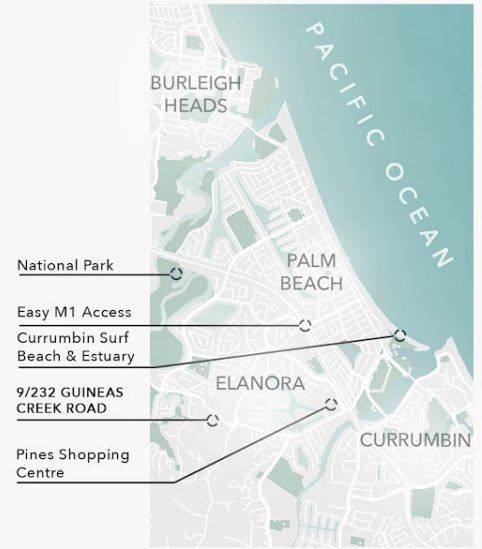 BURLEIGH
HEADS
PACIFIC OCEAN
PALM
BEACH
National Park
Easy M1 Access
Currumbin Surf
Beach & Estuary
ELANORA
9/232 GUINEAS
CREEK ROAD
CURRUMBIN
Pines Shopping
Centre